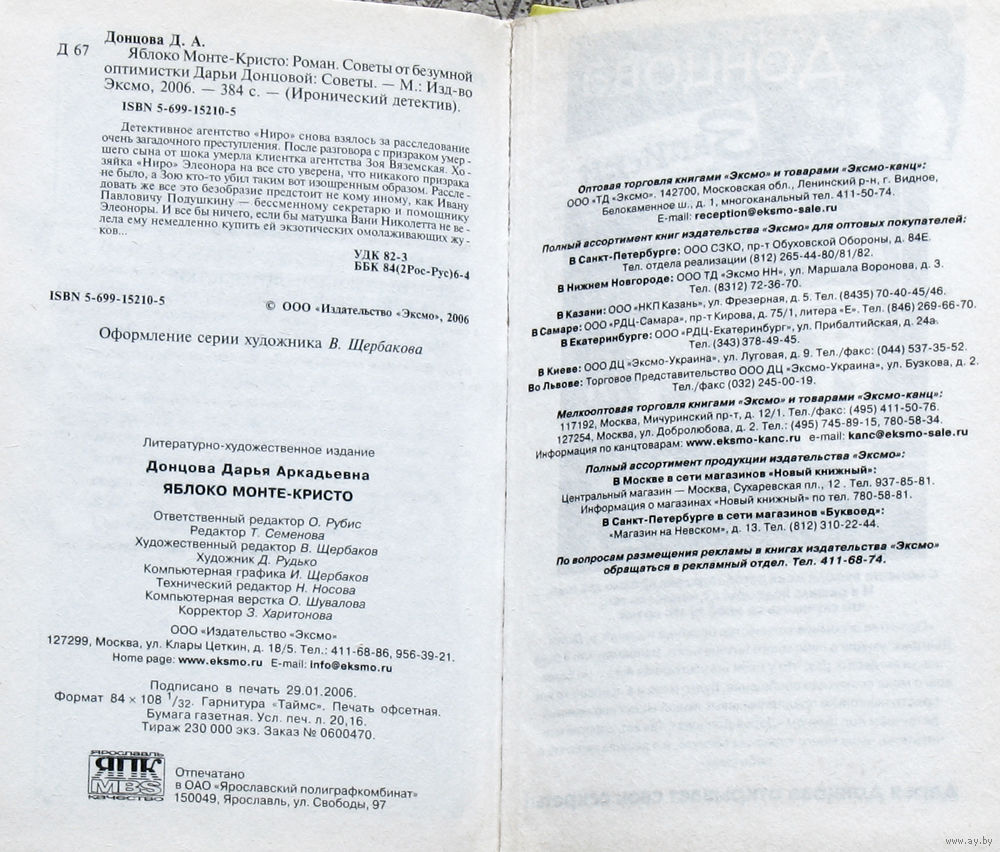 Донцова Д. А.
Д 67
Яблоко Монте-Кристо: Роман. Советы от безумной
оптимистки Дарьи Донцовой: Советы. — М.: Изд-во
Эксмо, 2006. — 384 с. — (Иронический детектив).
ISBN 5-699-15210-5
Детективное агентство «Ниро» снова взялось за расследование
очень загадочного преступления. После разговора с призраком умер-
шего сына от шока умерла клиентка агентства Зоя Вяземская. Хо-
зяйка «Ниро» Элеонора на все сто уверена, что никакого призрака
не было, а Зою кто-то убил таким вот изощренным образом. Рассле-
довать же все это безобразие предстоит не кому иному, как Ивану
Павловичу Подушкину — бессменному секретарю и помощнику
Элеоноры. И все бы ничего, если бы матушка Вани Николетта не ве-
лела ему немедленно купить ей экзотических омолаживающих жу-
ков...
УДК 82-3
ББК 84(2Рос-Рус)6-4
ISBN 5-699-15210-5
© ООО «Издательство «Эксмо», 2006
Оформление серии художника В. Щербакова
Литературно-художественное издание
Донцова Дарья Аркадьевна
ЯБЛОКО МОНТЕ-КРИСТО
Ответственный редактор О. Рубис
Редактор Т. Семенова
Художественный редактор В. Щербаков
Художник Д. Рудько
Компьютерная графика И. Щербаков
Технический редактор Н. Носова
Компьютерная верстка О. Шувалова
Корректор З. Харитонова
ООО «Издательство «Эксмо»
127299, Москва, ул. Клары Цеткин, д. 18/5. Тел.: 411-68-86, 956-39-21.
Home page: www.eksmo.ru E-mail: info@eksmo.ru
Подписано в печать 29.01.2006.
Формат 84 × 108 1/32. Гарнитура «Таймс». Печать офсетная.
Бумага газетная. Усл. печ. л. 20,16.
Тираж 230 000 экз. Заказ № 0600470.
ЯРОСЛАВЛЬ
ЯПК
MBS
КАЧЕСТВО
Отпечатано
в ОАО «Ярославский полиграфкомбинат»
150049, Ярославль, ул. Свободы, 97
Оптовая торговля книгами «Эксмо» и товарами «Эксмо-канц»:
ООО «ТД «Эксмо». 142700, Московская обл., Ленинский р-н, г. Видное,
Белокаменное ш., д. 1, многоканальный тел. 411-50-74.
E-mail: reception@eksmo-sale.ru
Полный ассортимент книг издательства «Эксмо» для оптовых покупателей:
В Санкт-Петербурге: ООО СЗКО, пр-т Обуховской Обороны, д. 84Е.
Тел. отдела реализации (812) 265-44-80/81/82.
В Нижнем Новгороде: ООО ТД «Эксмо НН», ул. Маршала Воронова, д. 3.
Тел. (8312) 72-36-70.
В Казани: ООО «НКП Казань», ул. Фрезерная, д. 5. Тел. (8435) 70-40-45/46.
В Самаре: ООО «РДЦ-Самара», пр-т Кирова, д. 75/1, литера «Е». Тел. (846) 269-66-70.
В Екатеринбурге: ООО «РДЦ-Екатеринбург», ул. Прибалтийская, д. 24а.
Тел. (343) 378-49-45.
В Киеве: ООО ДЦ «Эксмо-Украина», ул. Луговая, д. 9. Тел./факс: (044) 537-35-52.
Во Львове: Торговое Представительство ООО ДЦ «Эксмо-Украина», ул. Бузкова, д. 2.
Тел./факс (032) 245-00-19.
Мелкооптовая торговля книгами «Эксмо» и товарами «Эксмо-канц»:
117192, Москва, Мичуринский пр-т, д. 12/1. Тел./факс: (495) 411-50-76.
127254, Москва, ул. Добролюбова, д. 2. Тел.: (495) 745-89-15, 780-58-34.
Информация по канцтоварам: www.eksmo-kanc.ru e-mail: kanc@eksmo-sale.ru
Полный ассортимент продукции издательства «Эксмо»:
В Москве в сети магазинов «Новый книжный»:
Центральный магазин — Москва, Сухаревская пл., 12 . Тел. 937-85-81.
Информация о магазинах «Новый книжный» по тел. 780-58-81.
В Санкт-Петербурге в сети магазинов «Буквоед»:
«Магазин на Невском», д. 13. Тел. (812) 310-22-44.
По вопросам размещения рекламы в книгах издательства «Эксмо»
обращаться в рекламный отдел. Тел. 411-68-74.
www.ay.by